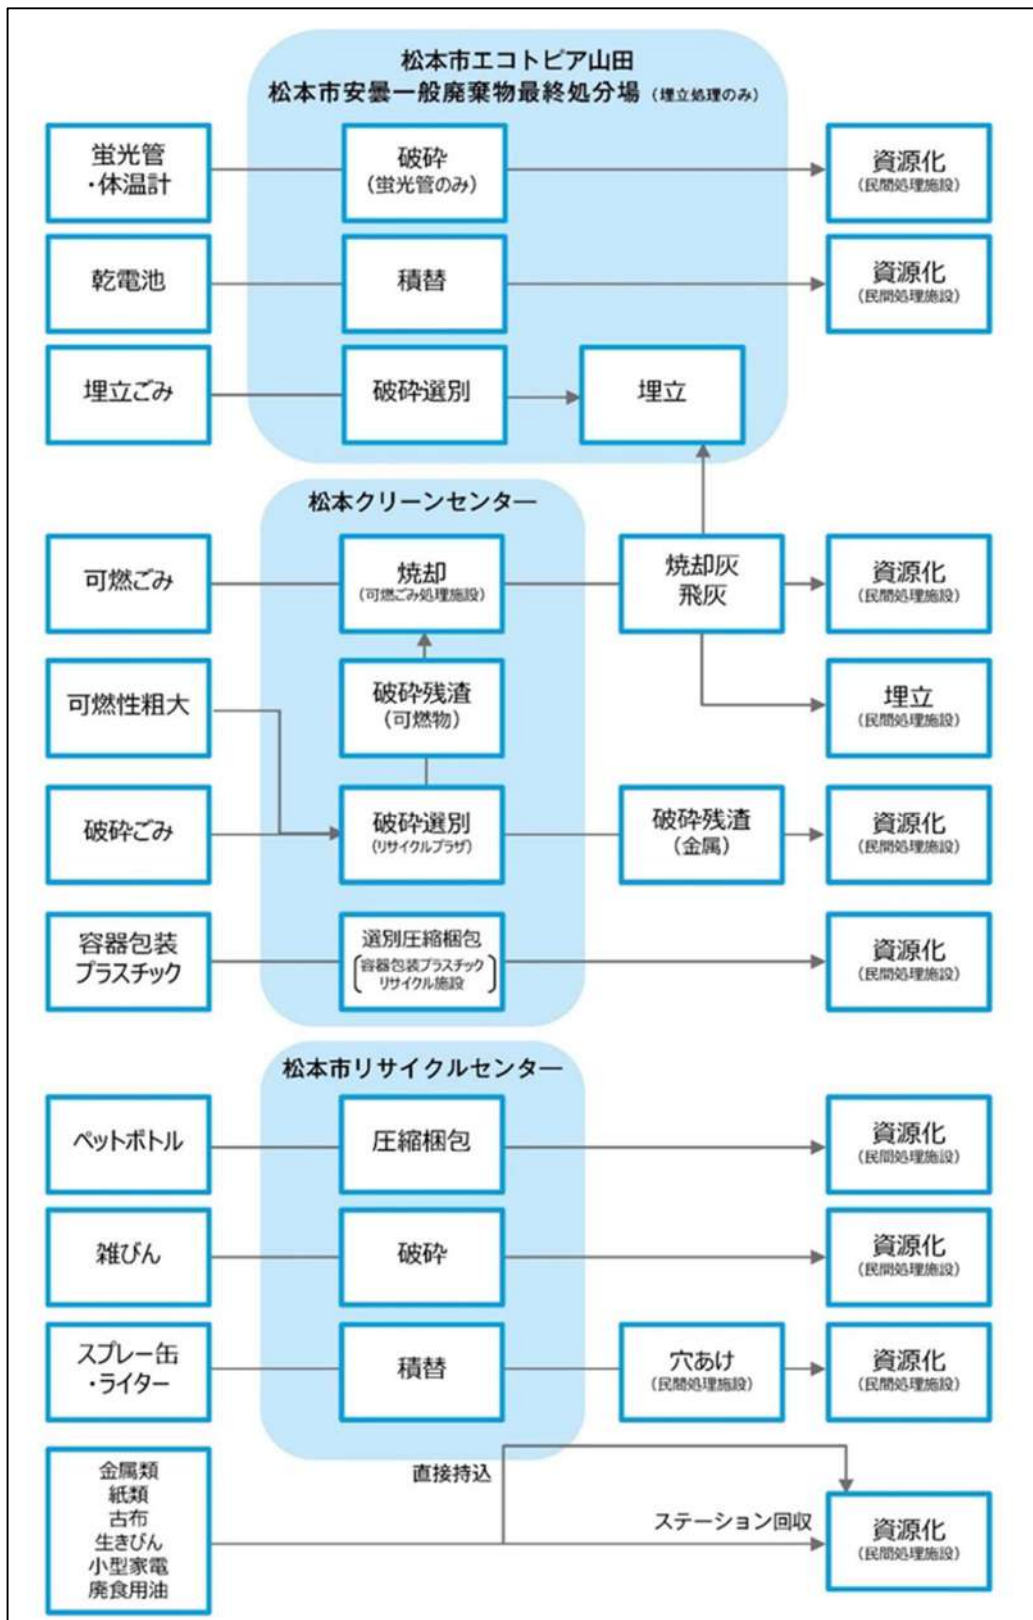 松本市エコトピア山田
松本市安曇一般廃棄物最終処分場（埋立処理のみ）
蛍光管
・体温計
破砕
（蛍光管のみ）
資源化
（民間処理施設）
乾電池
積替
資源化
（民間処理施設）
埋立ごみ
破砕選別
埋立
松本クリーンセンター
可燃ごみ
焼却
（可燃ごみ処理施設）
焼却灰
飛灰
資源化
（民間処理施設）
可燃性粗大
破砕残渣
（可燃物）
埋立
（民間処理施設）
破砕ごみ
破砕選別
（リサイクルプラザ）
破砕残渣
（金属）
資源化
（民間処理施設）
容器包装
プラスチック
選別圧縮梱包
容器包装プラスチック
リサイクル施設
資源化
（民間処理施設）
松本市リサイクルセンター
ペットボトル
圧縮梱包
資源化
（民間処理施設）
雑びん
破砕
資源化
（民間処理施設）
スプレー缶
・ライター
積替
穴あけ
（民間処理施設）
資源化
（民間処理施設）
金属類
紙類
古布
生きびん
小型家電
廃食用油
直接持込
ステーション回収
資源化
（民間処理施設）